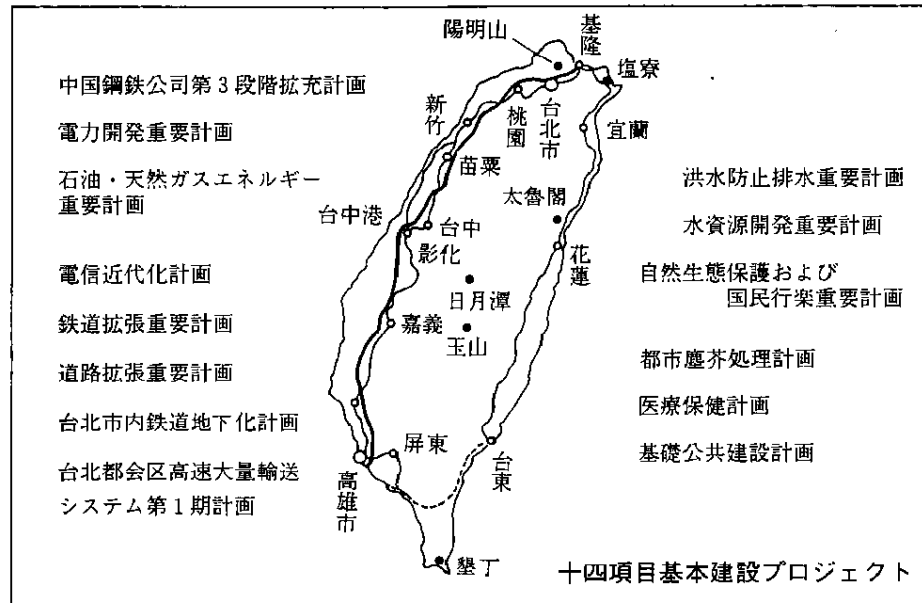 中国鋼鉄公司第3段階拡充計画
電力開発重要計画
石油・天然ガスエネルギー
重要計画
電信近代化計画
鉄道拡張重要計画
道路拡張重要計画
台北市内鉄道地下化計画
台北都会区高速大量輸送
システム第1期計画
陽明山
基隆
塩寮
台北市
桃園
新竹
宜蘭
苗栗
太魯閣
台中港
台中
影化
花蓮
日月潭
嘉義
玉山
屏東
台東
高雄市
墾丁
洪水防止排水重要計画
水資源開発重要計画
自然生態保護および
国民行楽重要計画
都市塵芥処理計画
医療保健計画
基礎公共建設計画
十四項目基本建設プロジェクト